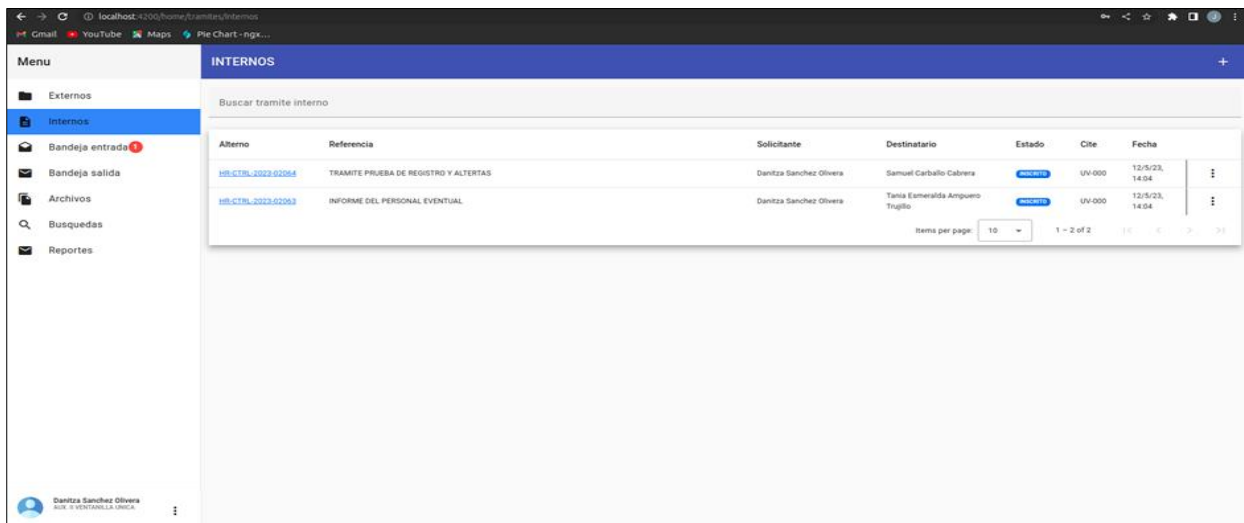 localhost:4200/home/tramites/internos
Gmail YouTube Maps Pie Chart - ngx...
Menu
INTERNOS
Externos
Internos
Bandeja entrada 1
Bandeja salida
Archivos
Busquedas
Reportes
Buscar tramite interno
Alterno Referencia Solicitante Destinatario Estado Cite Fecha
HR-CTRL-2023-02064 TRAMITE PRUEBA DE REGISTRO Y ALTERTAS Danitza Sanchez Olivera Samuel Carballo Cabrera INSCRITO UV-000 12/5/23, 14:04
HR-CTRL-2023-02063 INFORME DEL PERSONAL EVENTUAL Danitza Sanchez Olivera Tania Esmeralda Ampuero Trujillo INSCRITO UV-000 12/5/23, 14:04
Items per page: 10 1 – 2 of 2
Danitza Sanchez Olivera
AUX. II VENTANILLA UNICA